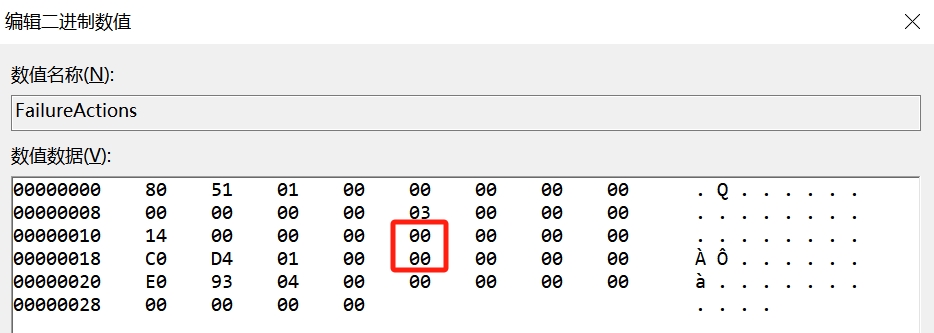 编辑二进制数值
数值名称(N):
FailureActions
数值数据(V):
00000000 80 51 01 00 00 00 00 00 . Q . . . . . .
00000008 00 00 00 00 03 00 00 00 . . . . . . . .
00000010 14 00 00 00 00 00 00 00 . . . . . . . .
00000018 C0 D4 01 00 00 00 00 00 À Ô . . . . . .
00000020 E0 93 04 00 00 00 00 00 à . . . . . . .
00000028 00 00 00 00 . . . .